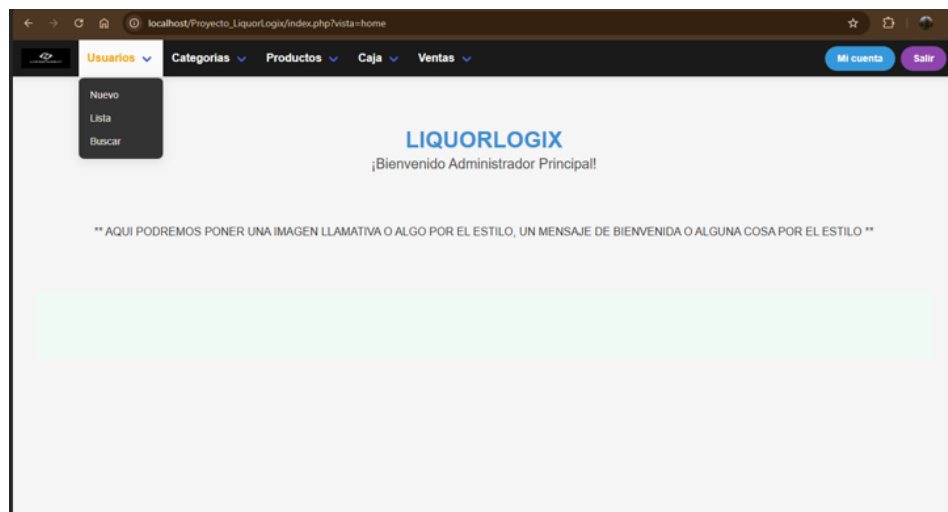 localhost/Proyecto_LiquorLogix/index.php?vista=home
Usuarios Categorias Productos Caja Ventas Mi cuenta Salir
Nuevo
Lista
Buscar
LIQUORLOGIX
¡Bienvenido Administrador Principal!
** AQUI PODREMOS PONER UNA IMAGEN LLAMATIVA O ALGO POR EL ESTILO, UN MENSAJE DE BIENVENIDA O ALGUNA COSA POR EL ESTILO **